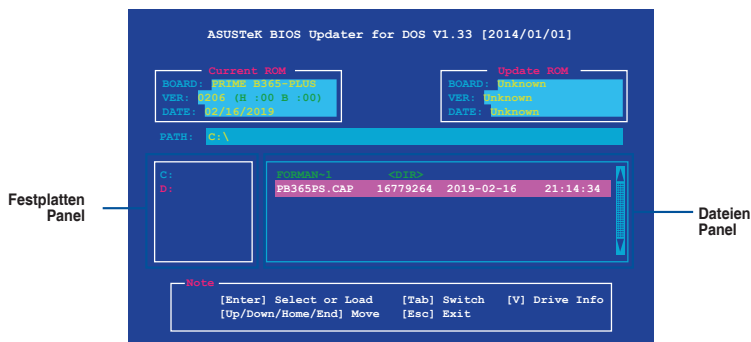 ASUSTeK BIOS Updater for DOS V1.33 [2014/01/01]
Current ROM
BOARD: PRIME B365-PLUS
VER: 0206 (H :00 B :00)
DATE: 02/16/2019
Update ROM
BOARD: Unknown
VER: Unknown
DATE: Unknown
PATH: C:\
C:
D:
FORMAN~1 <DIR>
PB365PS.CAP 16779264 2019-02-16 21:14:34
Festplatten
Panel
Dateien
Panel
Note
[Enter] Select or Load [Tab] Switch [V] Drive Info
[Up/Down/Home/End] Move [Esc] Exit